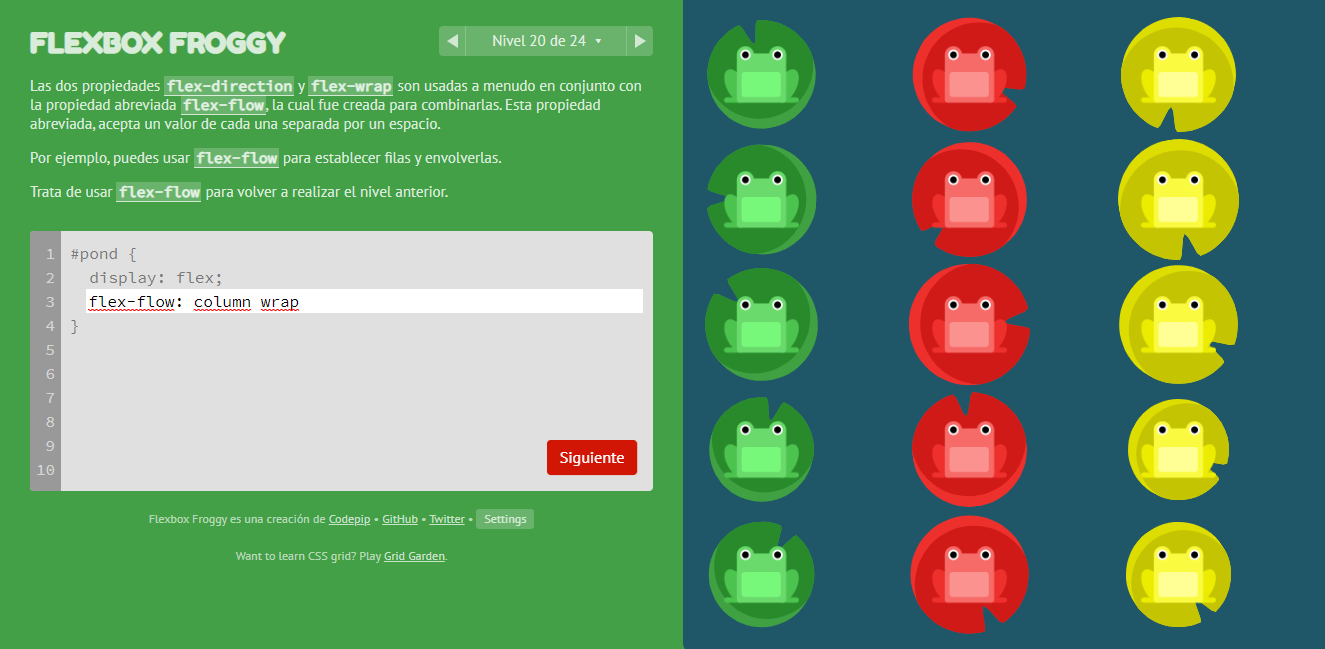 FLEXBOX FROGGY
Nivel 20 de 24
Las dos propiedades flex-direction y flex-wrap son usadas a menudo en conjunto con
la propiedad abreviada flex-flow, la cual fue creada para combinarlas. Esta propiedad
abreviada, acepta un valor de cada una separada por un espacio.
Por ejemplo, puedes usar flex-flow para establecer filas y envolverlas.
Trata de usar flex-flow para volver a realizar el nivel anterior.
1 #pond {
2 display: flex;
3 flex-flow: column wrap
4 }
5
6
7
8
9
10
Siguiente
Flexbox Froggy es una creación de Codepip • GitHub • Twitter • Settings
Want to learn CSS grid? Play Grid Garden.